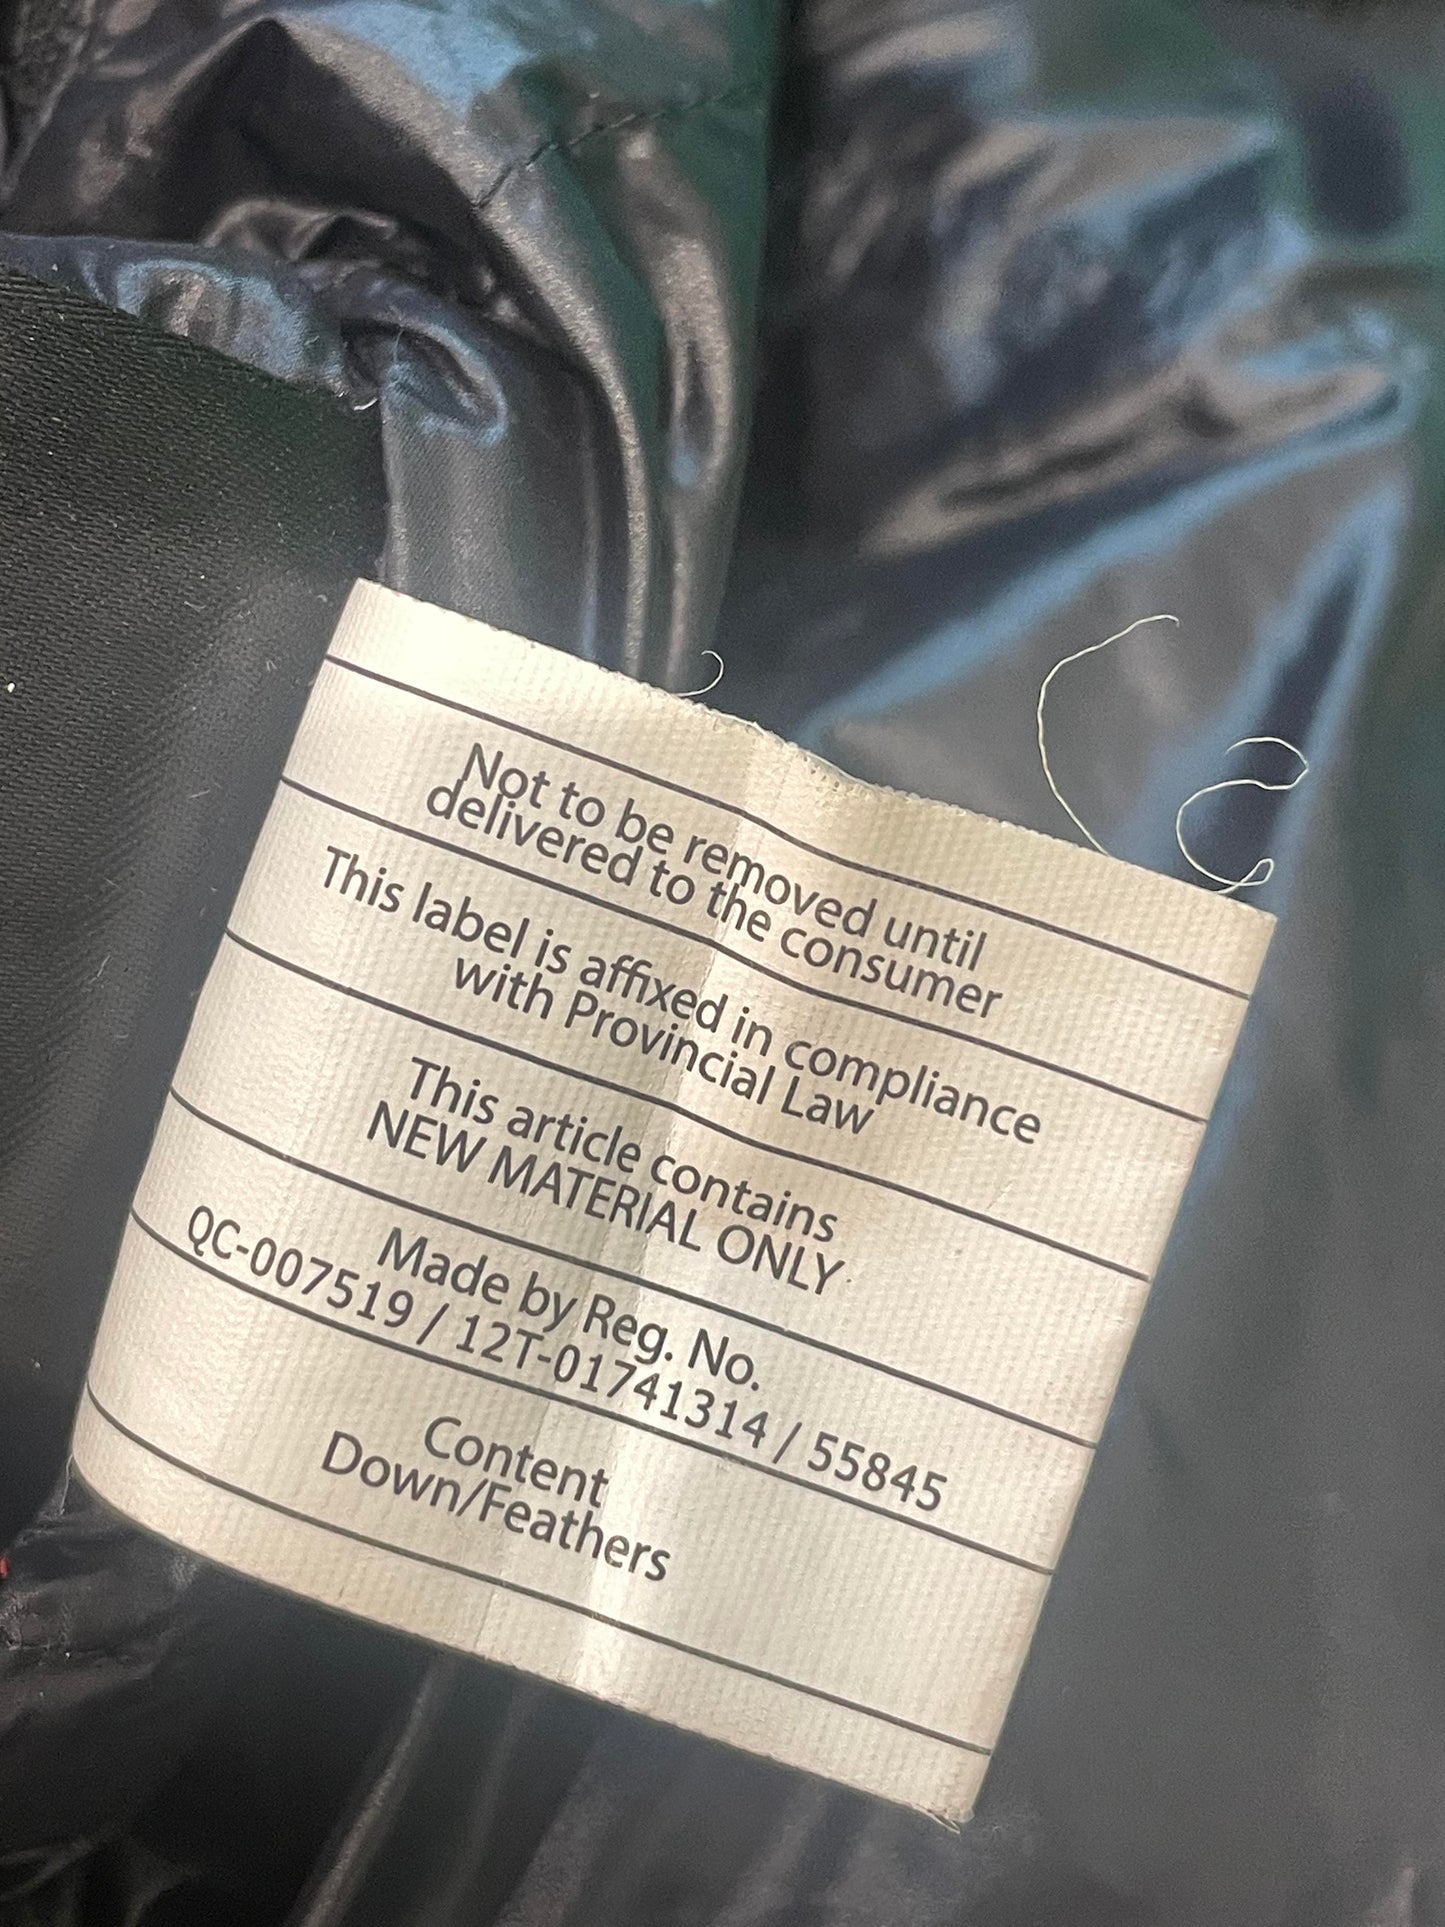 Not to be removed until
delivered to the consumer
This label is affixed in compliance
with Provincial Law
This article contains
NEW MATERIAL ONLY
Made by Reg. No.
QC-007519 / 12T-01741314 / 55845
Content
Down/Feathers